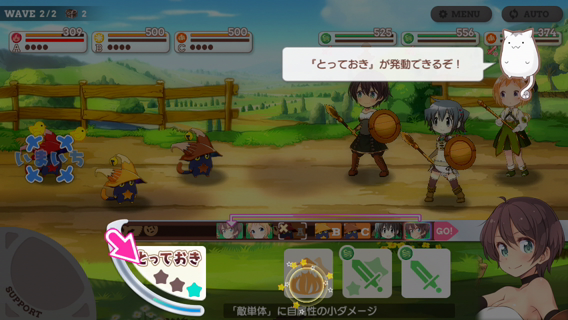 WAVE 2/2 2
MENU
AUTO
309
500
500
525
556
374
A
B
C
「とっておき」が発動できるぞ!
いまいち
B
C
GO!
とっておき
SUPPORT
「敵単体」に自属性の小ダメージ